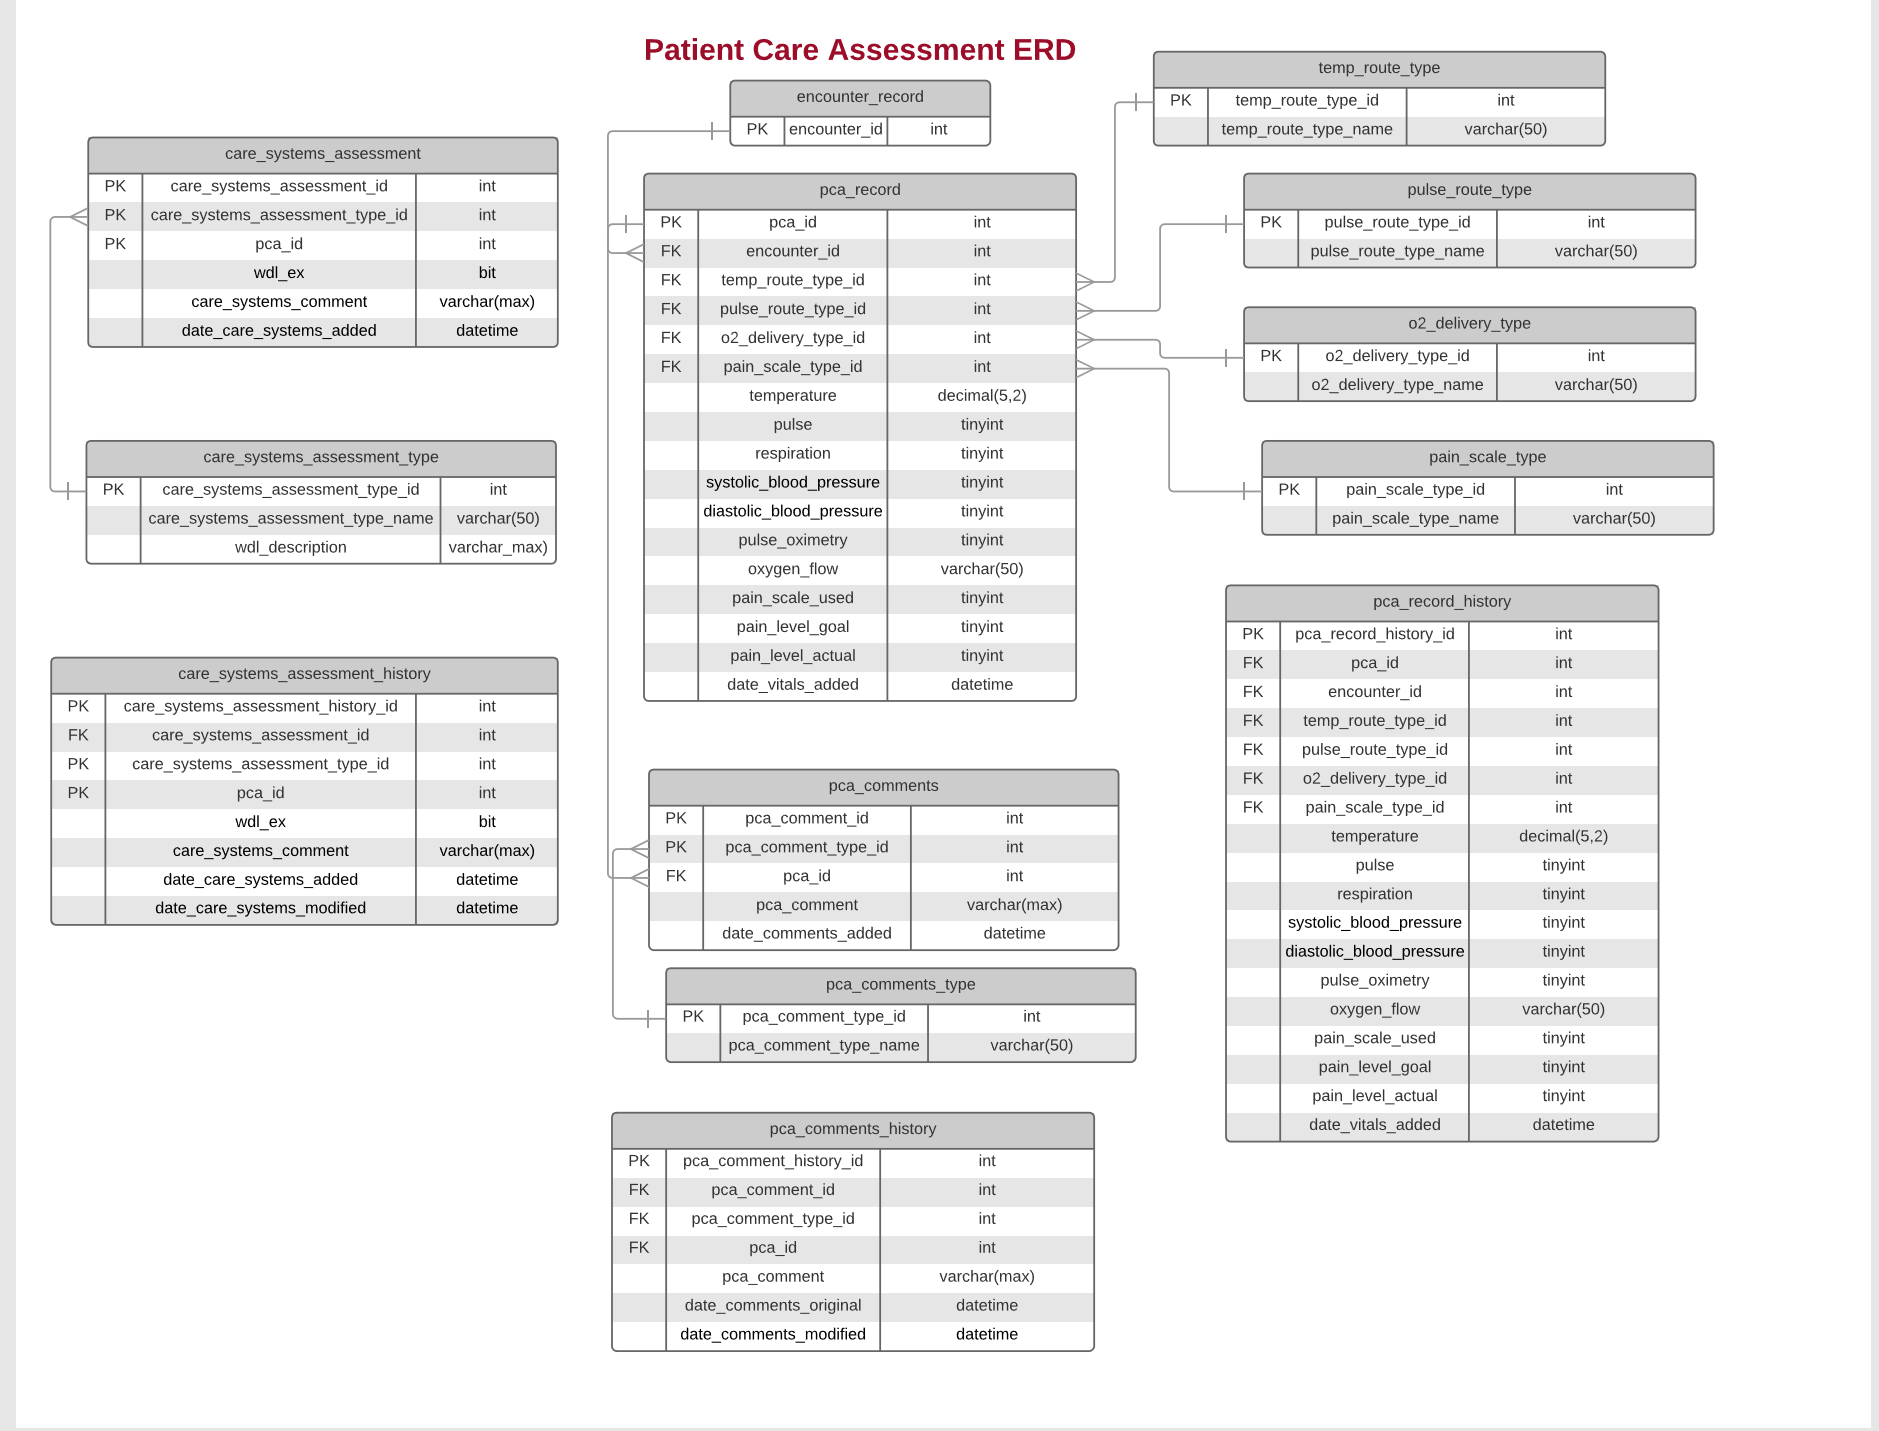 Patient Care Assessment ERD
encounter_record
PK encounter_id int
temp_route_type
PK temp_route_type_id int
temp_route_type_name varchar(50)
care_systems_assessment
PK care_systems_assessment_id int
PK care_systems_assessment_type_id int
PK pca_id int
wdl_ex bit
care_systems_comment varchar(max)
date_care_systems_added datetime
pca_record
PK pca_id int
FK encounter_id int
FK temp_route_type_id int
FK pulse_route_type_id int
FK o2_delivery_type_id int
FK pain_scale_type_id int
temperature decimal(5,2)
pulse tinyint
respiration tinyint
systolic_blood_pressure tinyint
diastolic_blood_pressure tinyint
pulse_oximetry tinyint
oxygen_flow varchar(50)
pain_scale_used tinyint
pain_level_goal tinyint
pain_level_actual tinyint
date_vitals_added datetime
pulse_route_type
PK pulse_route_type_id int
pulse_route_type_name varchar(50)
o2_delivery_type
PK o2_delivery_type_id int
o2_delivery_type_name varchar(50)
pain_scale_type
PK pain_scale_type_id int
pain_scale_type_name varchar(50)
care_systems_assessment_type
PK care_systems_assessment_type_id int
care_systems_assessment_type_name varchar(50)
wdl_description varchar_max)
care_systems_assessment_history
PK care_systems_assessment_history_id int
FK care_systems_assessment_id int
PK care_systems_assessment_type_id int
PK pca_id int
wdl_ex bit
care_systems_comment varchar(max)
date_care_systems_added datetime
date_care_systems_modified datetime
pca_comments
PK pca_comment_id int
PK pca_comment_type_id int
FK pca_id int
pca_comment varchar(max)
date_comments_added datetime
pca_comments_type
PK pca_comment_type_id int
pca_comment_type_name varchar(50)
pca_comments_history
PK pca_comment_history_id int
FK pca_comment_id int
FK pca_comment_type_id int
FK pca_id int
pca_comment varchar(max)
date_comments_original datetime
date_comments_modified datetime
pca_record_history
PK pca_record_history_id int
FK pca_id int
FK encounter_id int
FK temp_route_type_id int
FK pulse_route_type_id int
FK o2_delivery_type_id int
FK pain_scale_type_id int
temperature decimal(5,2)
pulse tinyint
respiration tinyint
systolic_blood_pressure tinyint
diastolic_blood_pressure tinyint
pulse_oximetry tinyint
oxygen_flow varchar(50)
pain_scale_used tinyint
pain_level_goal tinyint
pain_level_actual tinyint
date_vitals_added datetime